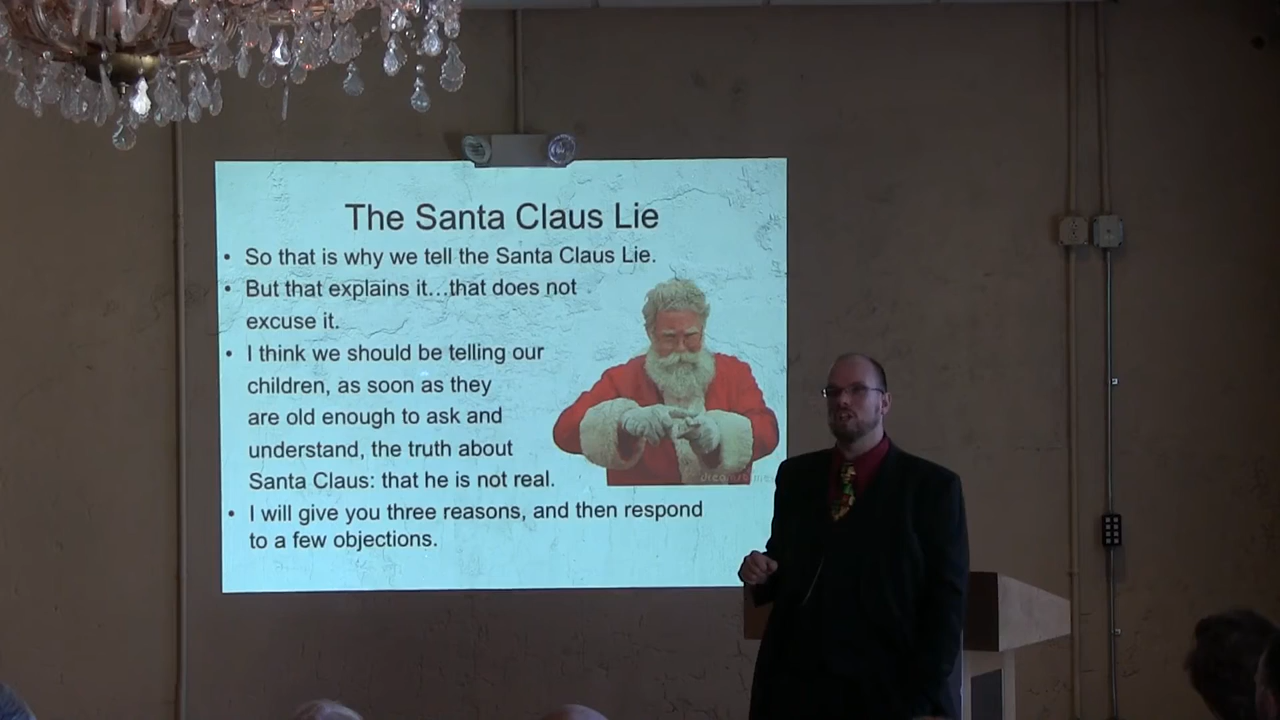 The Santa Claus Lie
• So that is why we tell the Santa Claus Lie.
• But that explains it...that does not
excuse it.
• I think we should be telling our
children, as soon as they
are old enough to ask and
understand, the truth about
Santa Claus: that he is not real.
• I will give you three reasons, and then respond
to a few objections.